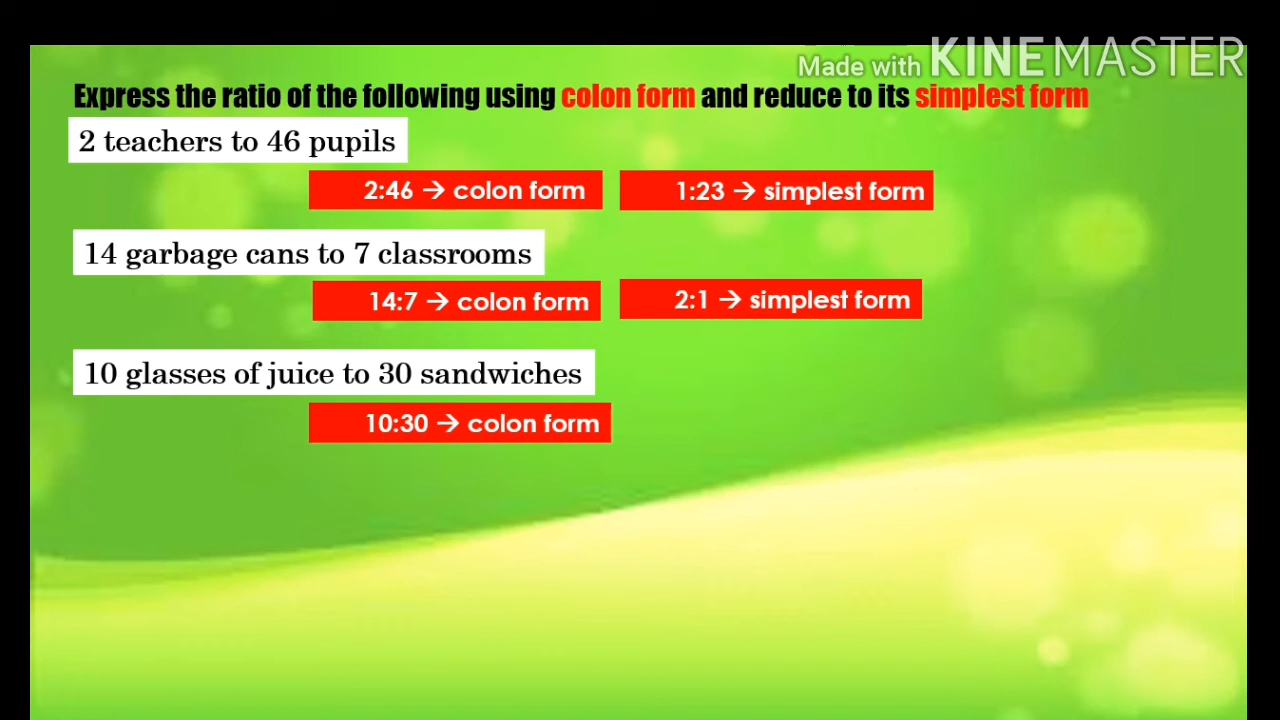 Made with KINEMASTER
Express the ratio of the following using colon form and reduce to its simplest form
2 teachers to 46 pupils
2:46 → colon form
1:23 → simplest form
14 garbage cans to 7 classrooms
14:7 → colon form
2:1 → simplest form
10 glasses of juice to 30 sandwiches
10:30 → colon form